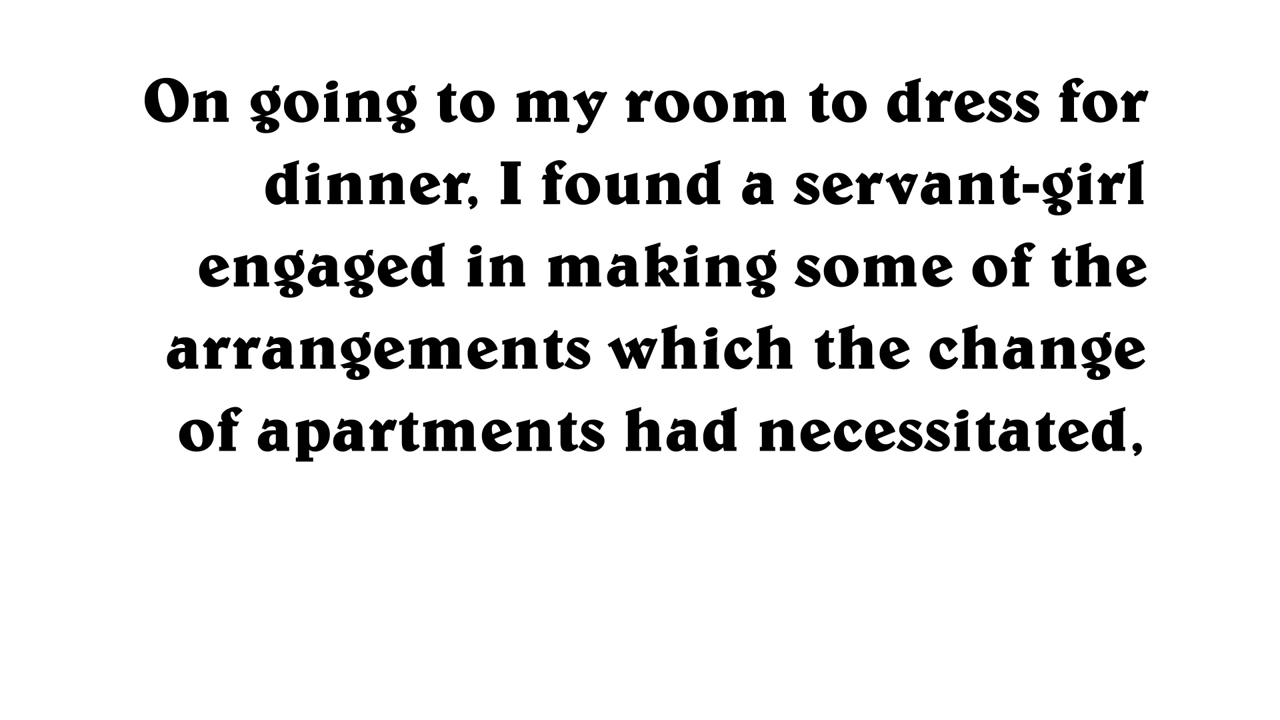 On going to my room to dress for
dinner, I found a servant-girl
engaged in making some of the
arrangements which the change
of apartments had necessitated,